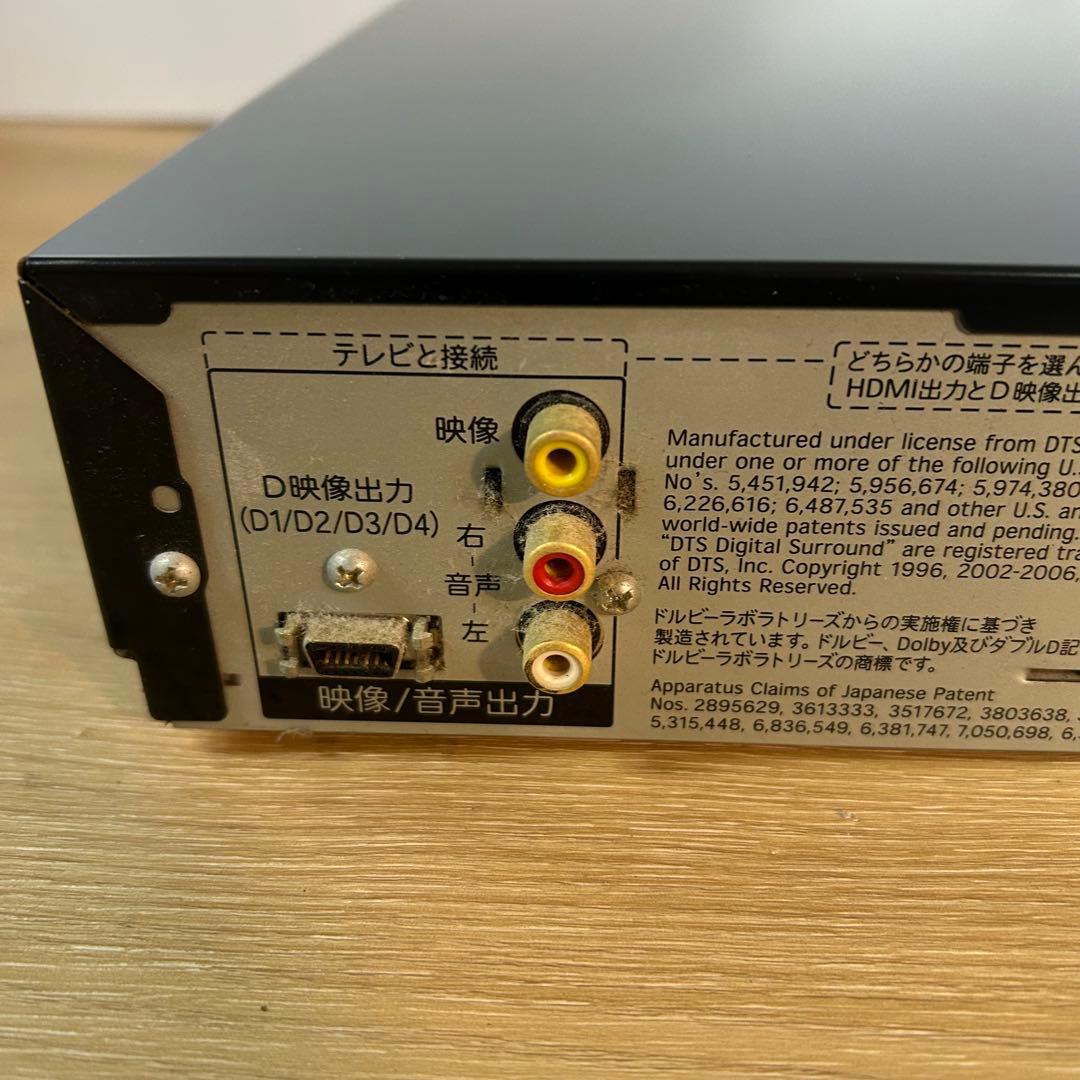 テレビと接続
映像
D映像出力
(D1/D2/D3/D4)
右
音声
左
映像/音声出力
どちらかの端子を選ん
HDMI出力とD映像出
Manufactured under license from DTS
under one or more of the following U.
No's. 5,451,942; 5,956,674; 5,974,380
6,226,616; 6,487,535 and other U.S. an
world-wide patents issued and pending.
"DTS Digital Surround" are registered tra
of DTS, Inc. Copyright 1996, 2002-2006,
All Rights Reserved.
ドルビーラボラトリーズからの実施権に基づき
製造されています。ドルビー、Dolby及びダブルD記
ドルビーラボラトリーズの商標です。
Apparatus Claims of Japanese Patent
Nos. 2895629, 3613333, 3517672, 3803638,
5,315,448, 6,836,549, 6,381,747, 7,050,698, 6,